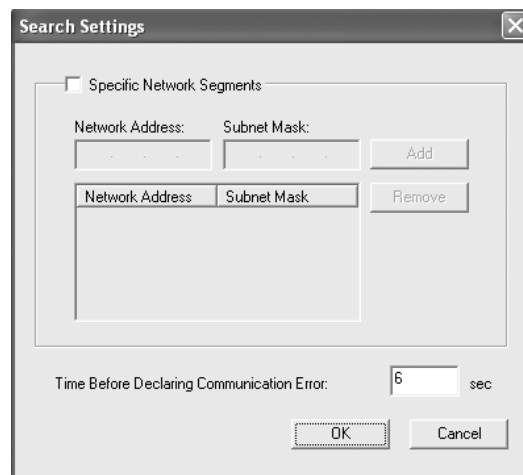 Search Settings
Specific Network Segments
Network Address: Subnet Mask:
. . . . . . Add
Network Address Subnet Mask Remove
Time Before Declaring Communication Error: 6 sec
OK Cancel